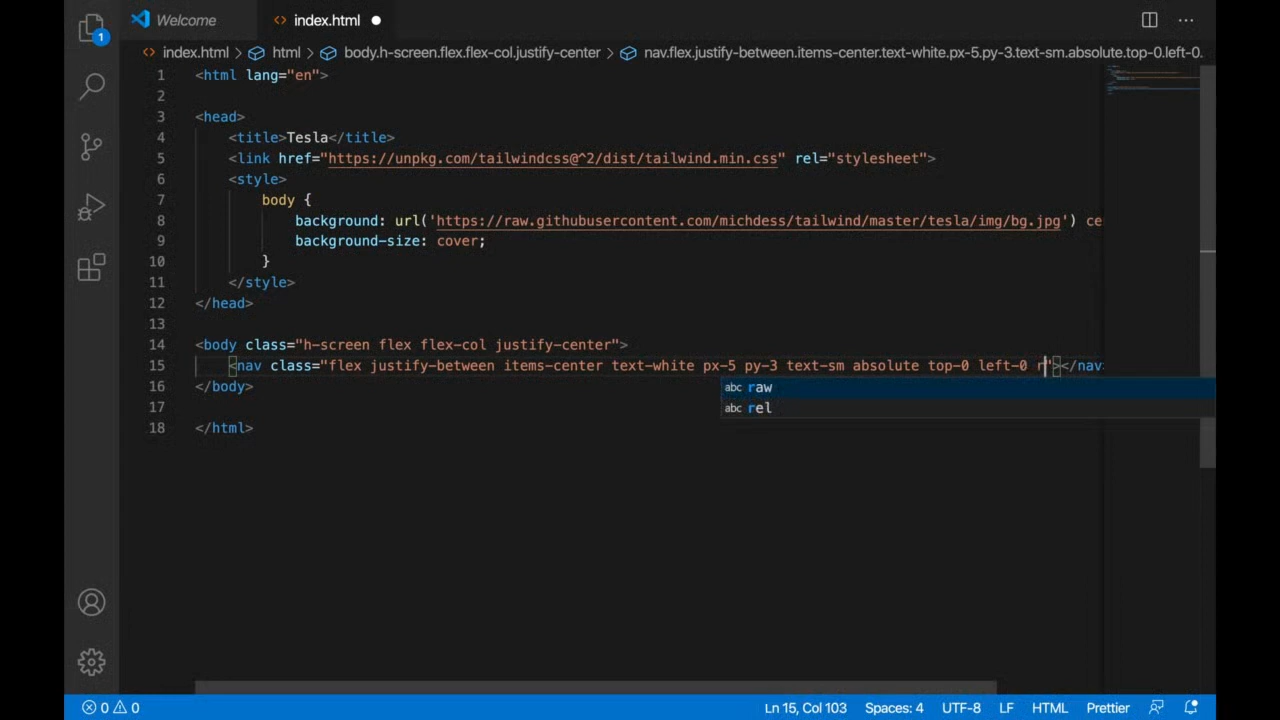 Welcome
index.html
1
index.html > html > body.h-screen.flex.flex-col.justify-center > nav.flex.justify-between.items-center.text-white.px-5.py-3.text-sm.absolute.top-0.left-0.
1 <html lang="en">
2
3 <head>
4 <title>Tesla</title>
5 <link href="https://unpkg.com/tailwindcss@^2/dist/tailwind.min.css" rel="stylesheet">
6 <style>
7 body {
8 background: url('https://raw.githubusercontent.com/michdess/tailwind/master/tesla/img/bg.jpg') ce
9 background-size: cover;
10 }
11 </style>
12 </head>
13
14 <body class="h-screen flex flex-col justify-center">
15 <nav class="flex justify-between items-center text-white px-5 py-3 text-sm absolute top-0 left-0 r"></nav
abc raw
16 </body>
abc rel
17
18 </html>
0 0 Ln 15, Col 103 Spaces: 4 UTF-8 LF HTML Prettier